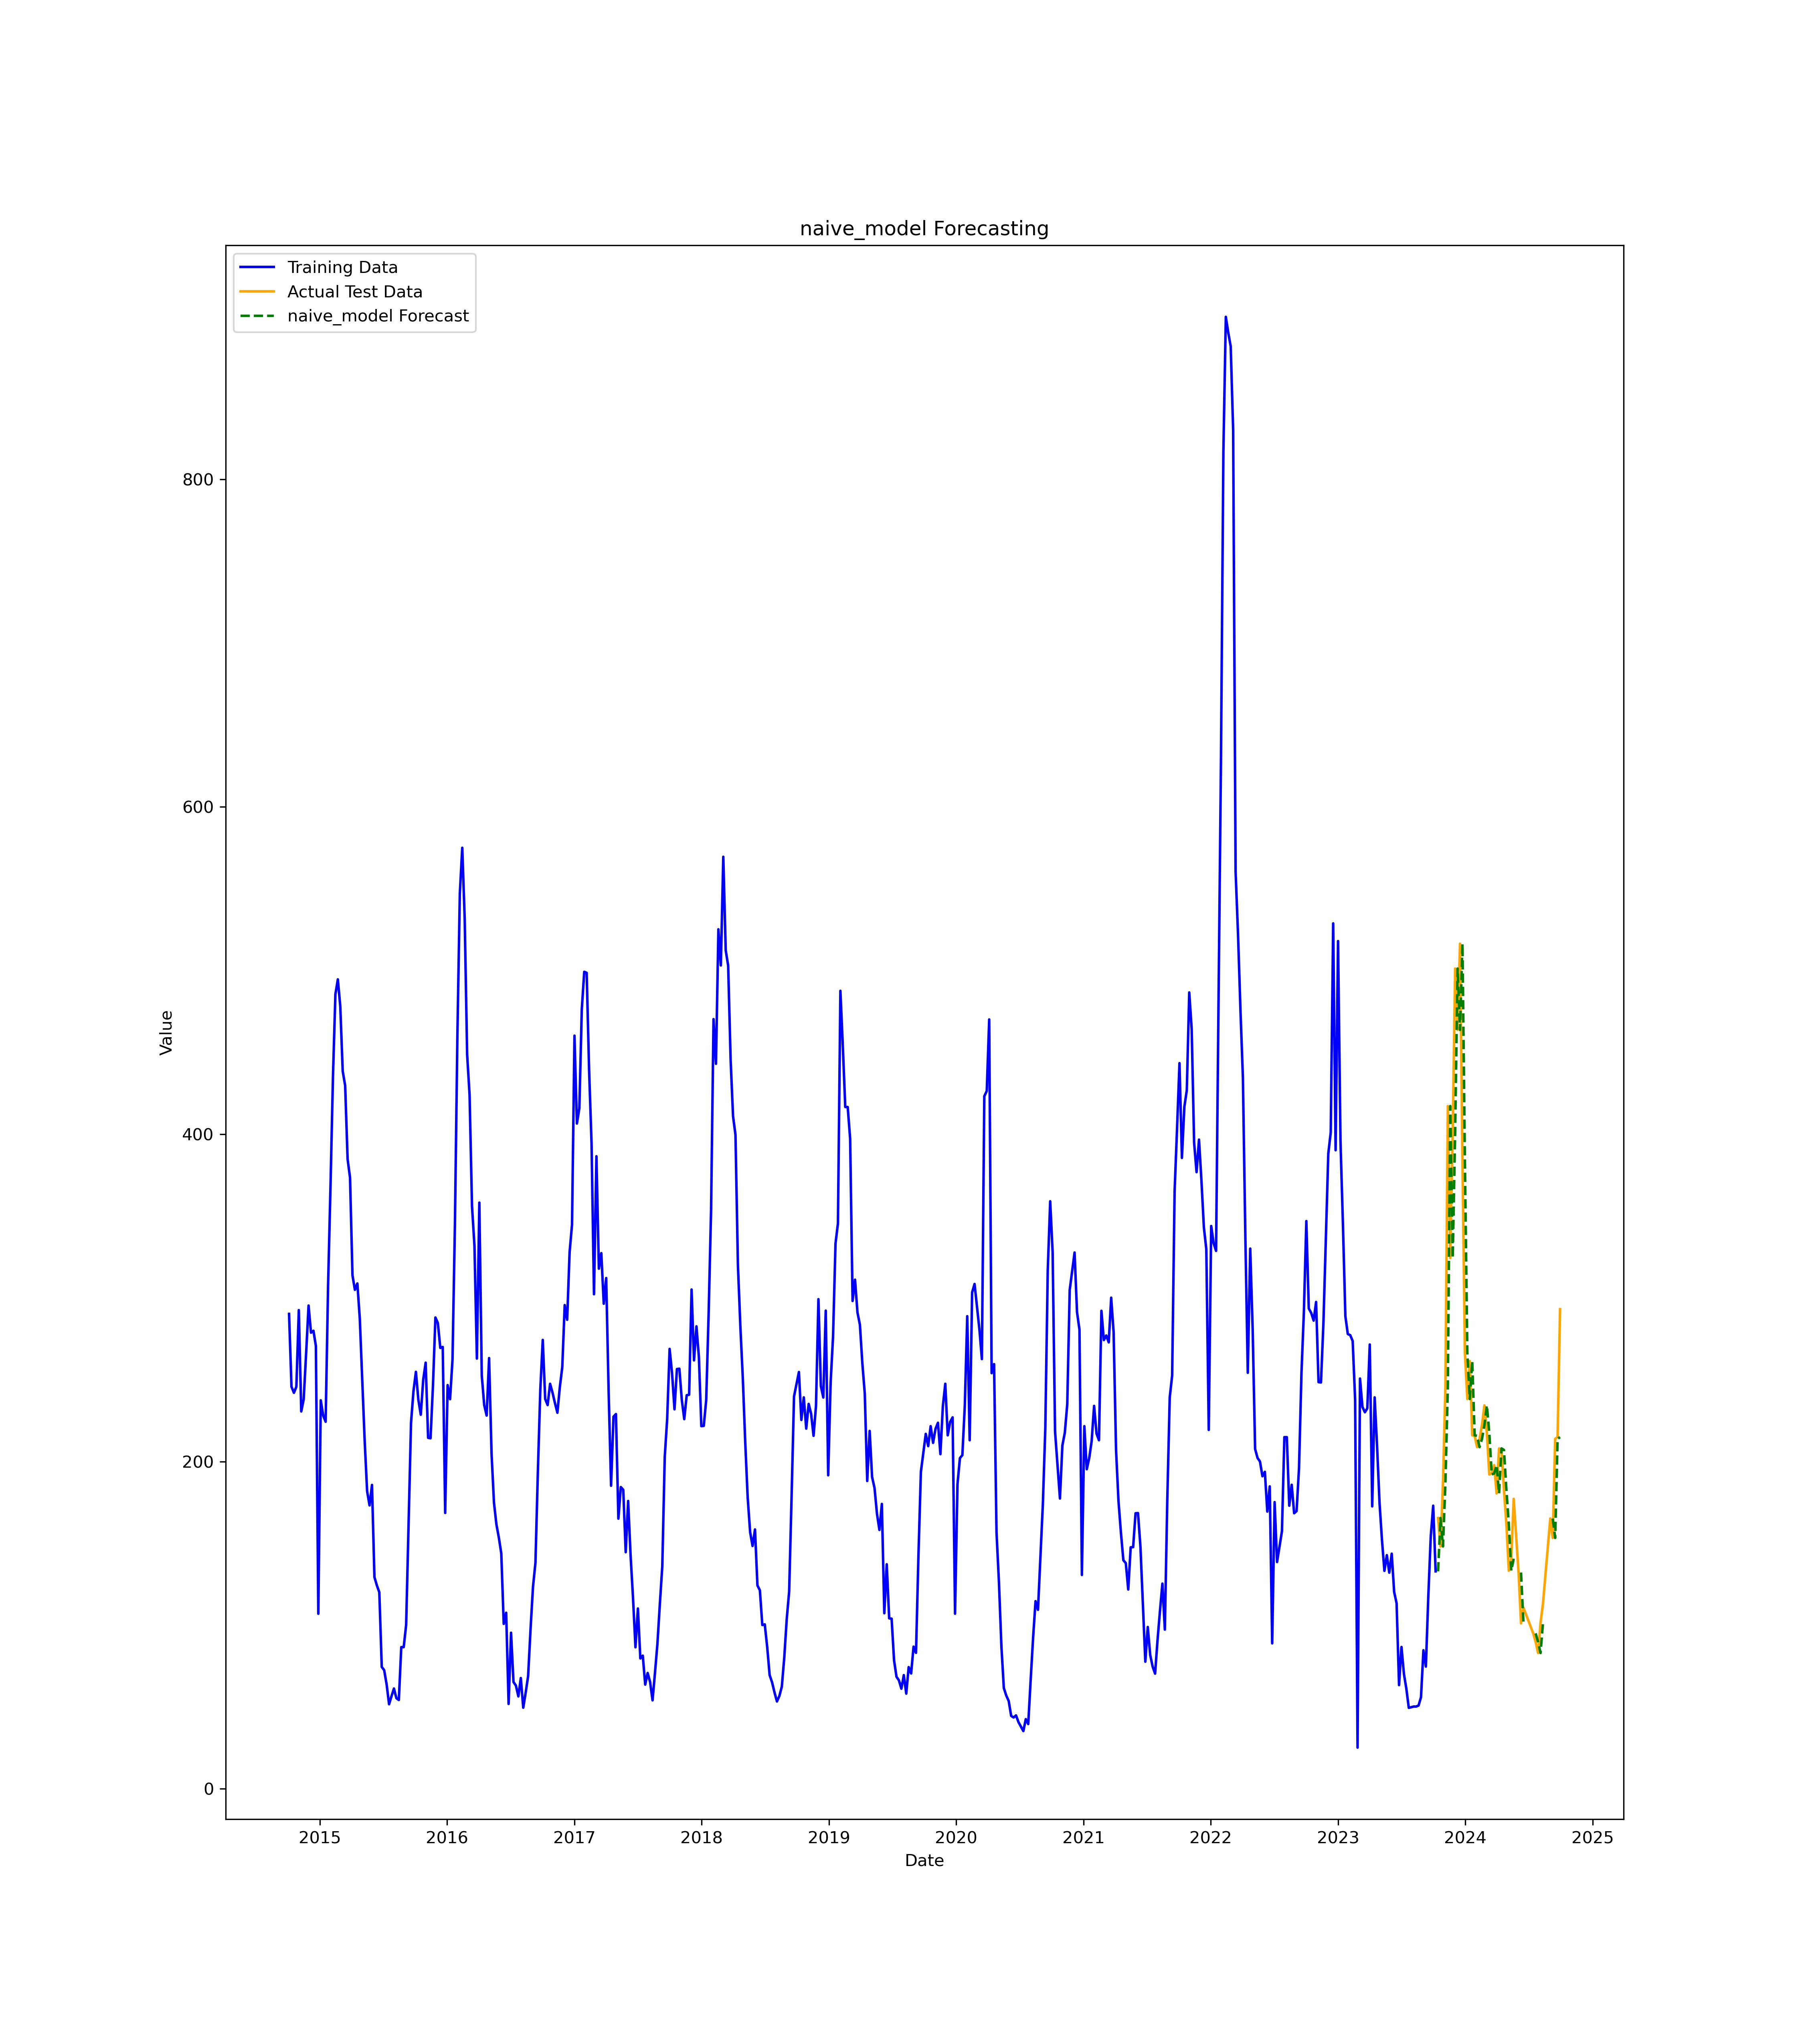 naive_model Forecasting
Training Data
Actual Test Data
naive_model Forecast
800
600
400
200
0
Value
2015 2016 2017 2018 2019 2020 2021 2022 2023 2024 2025
Date